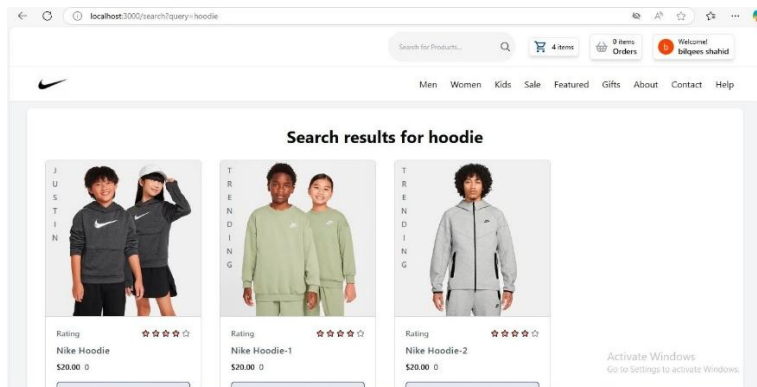 localhost:3000/search?query=hoodie
Search for Products...
4 items
0 items
Orders
b
Welcome!
bilqees shahid
Men Women Kids Sale Featured Gifts About Contact Help
Search results for hoodie
JUSTIN
TRENDING
TRENDING
Rating
Nike Hoodie
$20.00 0
Rating
Nike Hoodie-1
$20.00 0
Rating
Nike Hoodie-2
$20.00 0
Activate Windows
Go to Settings to activate Windows.